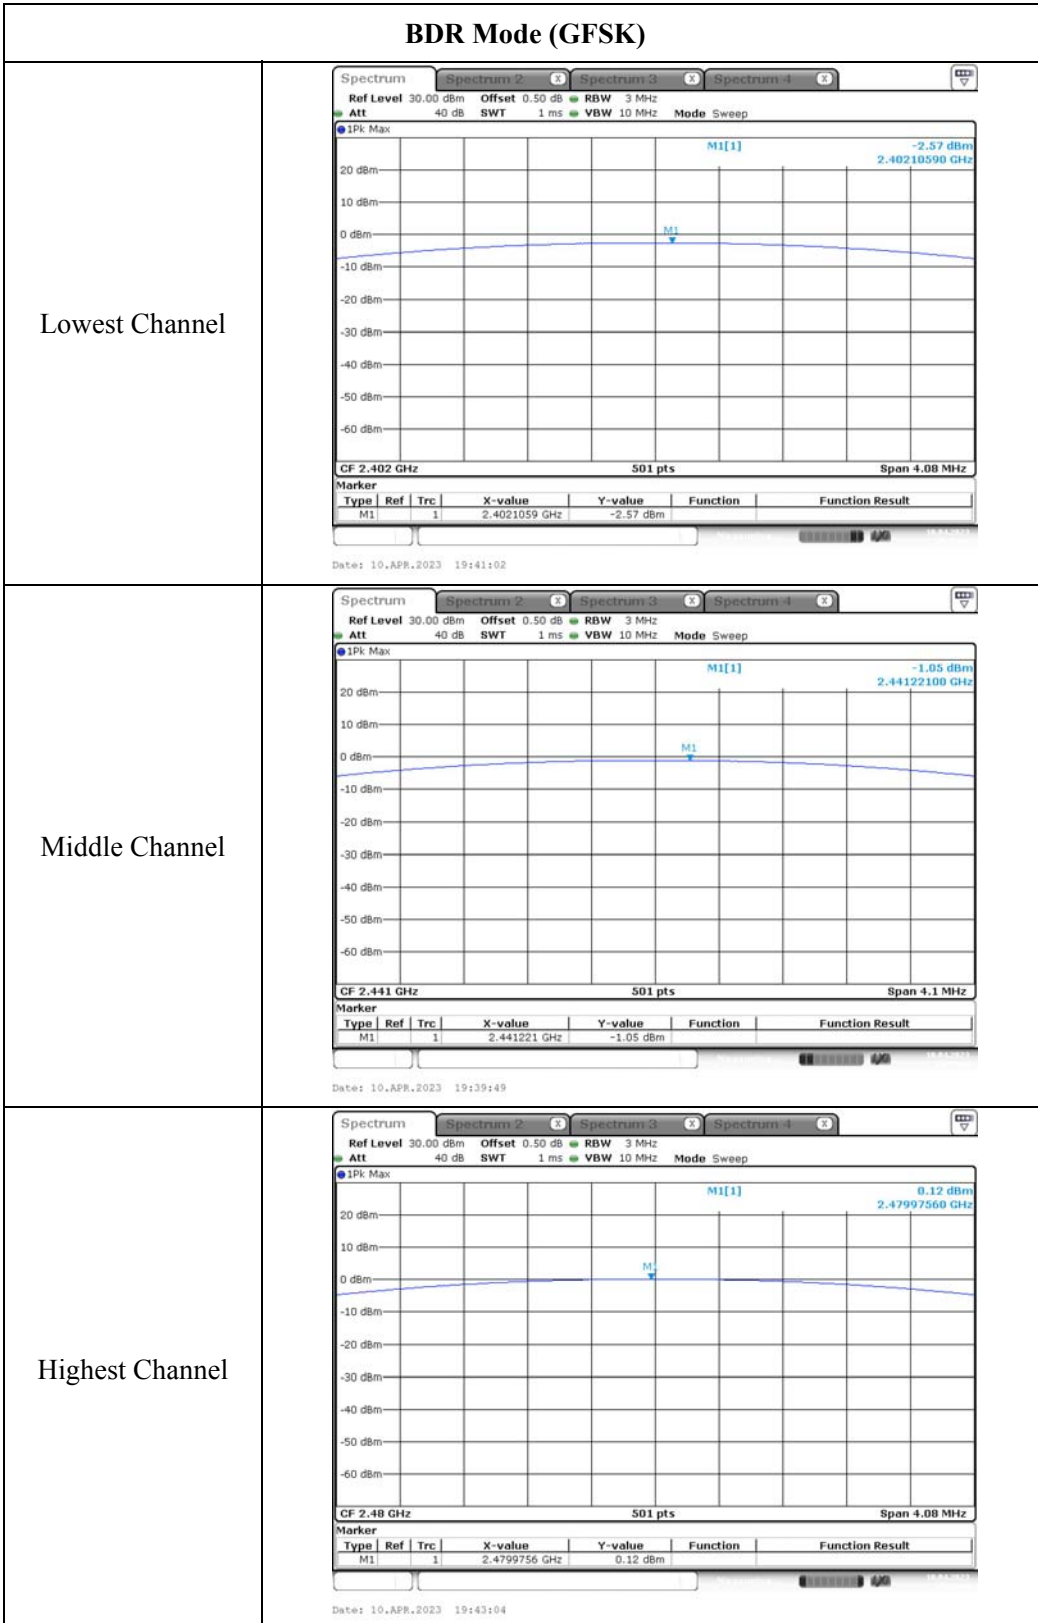 BDR Mode (GFSK)
Lowest Channel
Spectrum Spectrum 2 X Spectrum 3 X Spectrum 4 X
Ref Level 30.00 dBm Offset 0.50 dB RBW 3 MHz
Att 40 dB SWT 1 ms VBW 10 MHz Mode Sweep
1Pk Max
M1[1] -2.57 dBm
2.40210590 GHz
20 dBm
10 dBm
0 dBm
M1
-10 dBm
-20 dBm
-30 dBm
-40 dBm
-50 dBm
-60 dBm
CF 2.402 GHz 501 pts Span 4.08 MHz
Marker
Type Ref Trc X-value Y-value Function Function Result
M1 1 2.4021059 GHz -2.57 dBm
Date: 10.APR.2023 19:41:02
Middle Channel
Spectrum Spectrum 2 X Spectrum 3 X Spectrum 4 X
Ref Level 30.00 dBm Offset 0.50 dB RBW 3 MHz
Att 40 dB SWT 1 ms VBW 10 MHz Mode Sweep
1Pk Max
M1[1] -1.05 dBm
2.44122100 GHz
20 dBm
10 dBm
M1
0 dBm
-10 dBm
-20 dBm
-30 dBm
-40 dBm
-50 dBm
-60 dBm
CF 2.441 GHz 501 pts Span 4.1 MHz
Marker
Type Ref Trc X-value Y-value Function Function Result
M1 1 2.441221 GHz -1.05 dBm
Date: 10.APR.2023 19:39:49
Highest Channel
Spectrum Spectrum 2 X Spectrum 3 X Spectrum 4 X
Ref Level 30.00 dBm Offset 0.50 dB RBW 3 MHz
Att 40 dB SWT 1 ms VBW 10 MHz Mode Sweep
1Pk Max
M1[1] 0.12 dBm
2.47997560 GHz
20 dBm
10 dBm
M1
0 dBm
-10 dBm
-20 dBm
-30 dBm
-40 dBm
-50 dBm
-60 dBm
CF 2.48 GHz 501 pts Span 4.08 MHz
Marker
Type Ref Trc X-value Y-value Function Function Result
M1 1 2.4799756 GHz 0.12 dBm
Date: 10.APR.2023 19:43:04